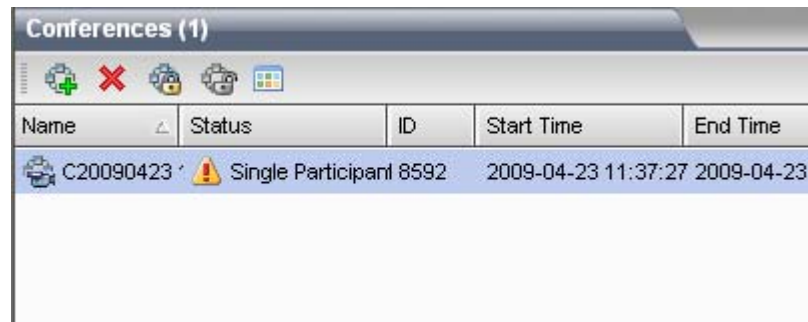 Conferences (1)
Name Status ID Start Time End Time
C20090423 Single Participant 8592 2009-04-23 11:37:27 2009-04-23